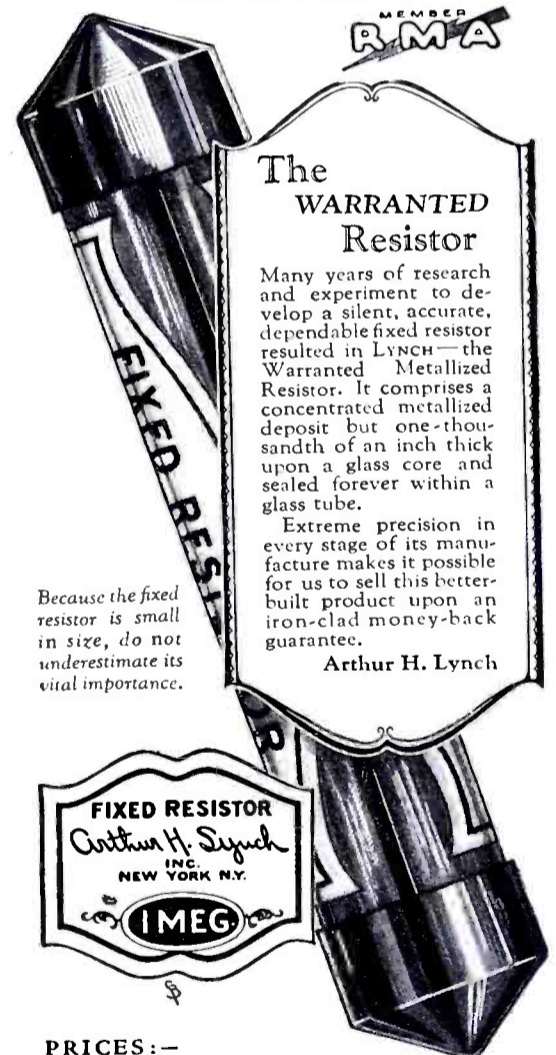 MEMBER
RMA
The
WARRANTED
Resistor
Many years of research
and experiment to de-
velop a silent, accurate,
dependable fixed resistor
resulted in LYNCH—the
Warranted Metallized
Resistor. It comprises a
concentrated metallized
deposit but one-thou-
sandth of an inch thick
upon a glass core and
sealed forever within a
glass tube.
Extreme precision in
every stage of its manu-
facture makes it possible
for us to sell this better-
built product upon an
iron-clad money-back
guarantee.
Arthur H. Lynch
FIXED RESI
OR
Because the fixed
resistor is small
in size, do not
underestimate its
vital importance.
FIXED RESISTOR
Arthur H. Lynch
INC.
NEW YORK N.Y.
1 MEG.
PRICES:—